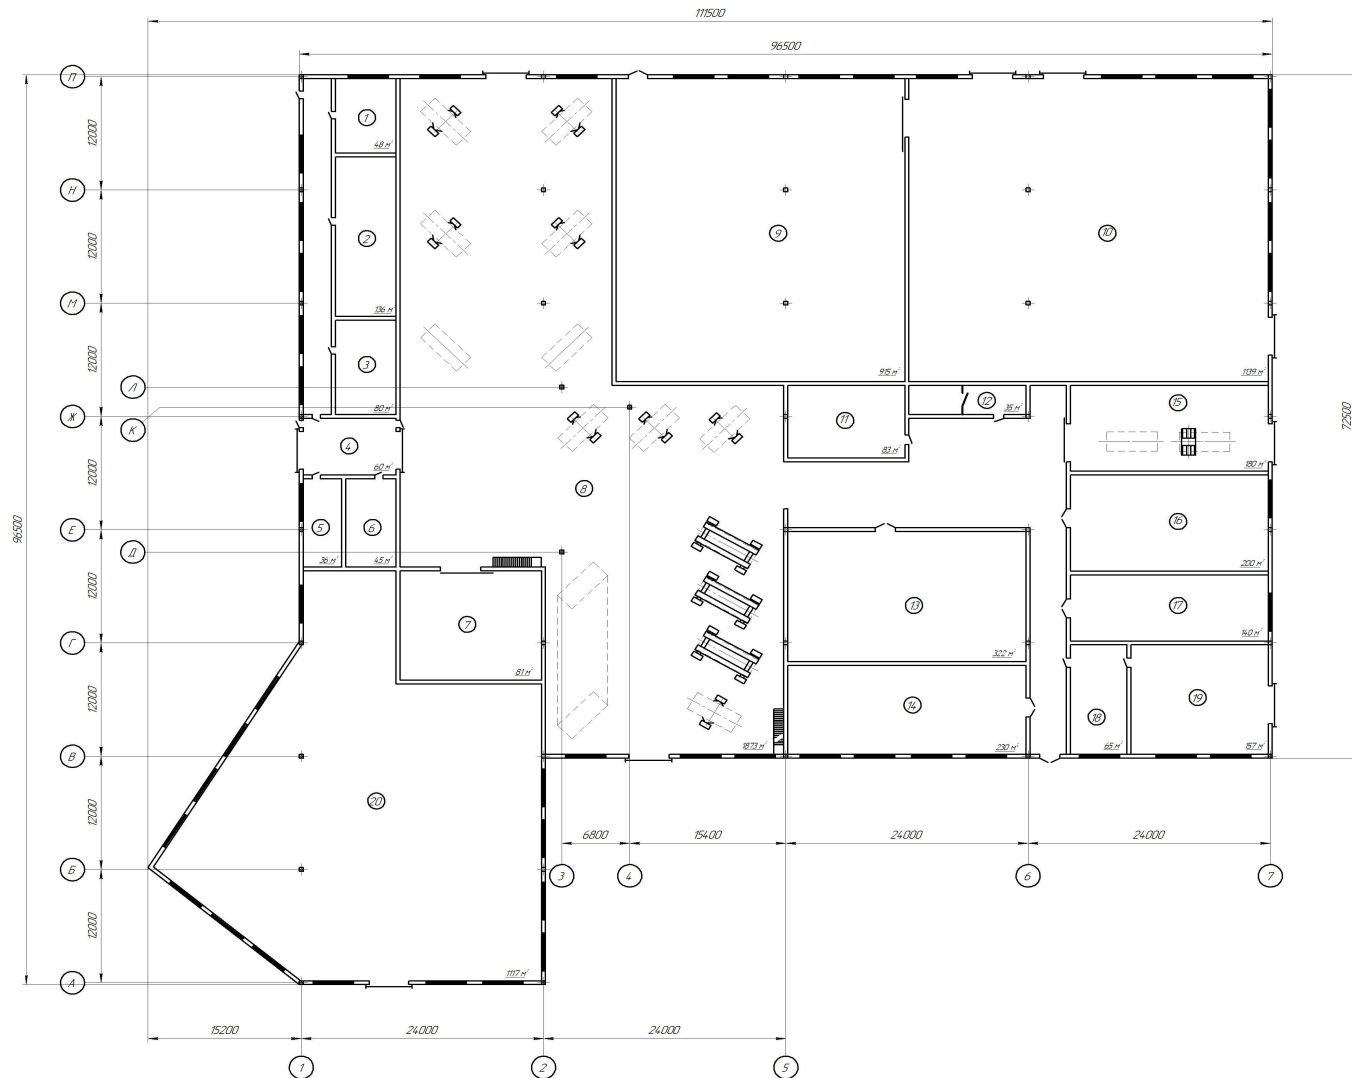 111500
96500
П
12000
1
48 м²
Н
12000
2
9
10
136 м²
М
12000
3
915 м²
1139 м²
Л
80 м²
Ж
К
4
60 м²
11
83 м²
12
35 м²
15
180 м²
72500
12000
8
5
36 м²
6
45 м²
16
200 м²
Е
96500
Д
12000
7
81 м²
13
322 м²
17
140 м²
Г
12000
14
230 м²
18
65 м²
19
157 м²
1873 м²
В
12000
20
6800
15400
24000
24000
Б
3
4
6
7
12000
1117 м²
А
15200
24000
24000
1
2
5